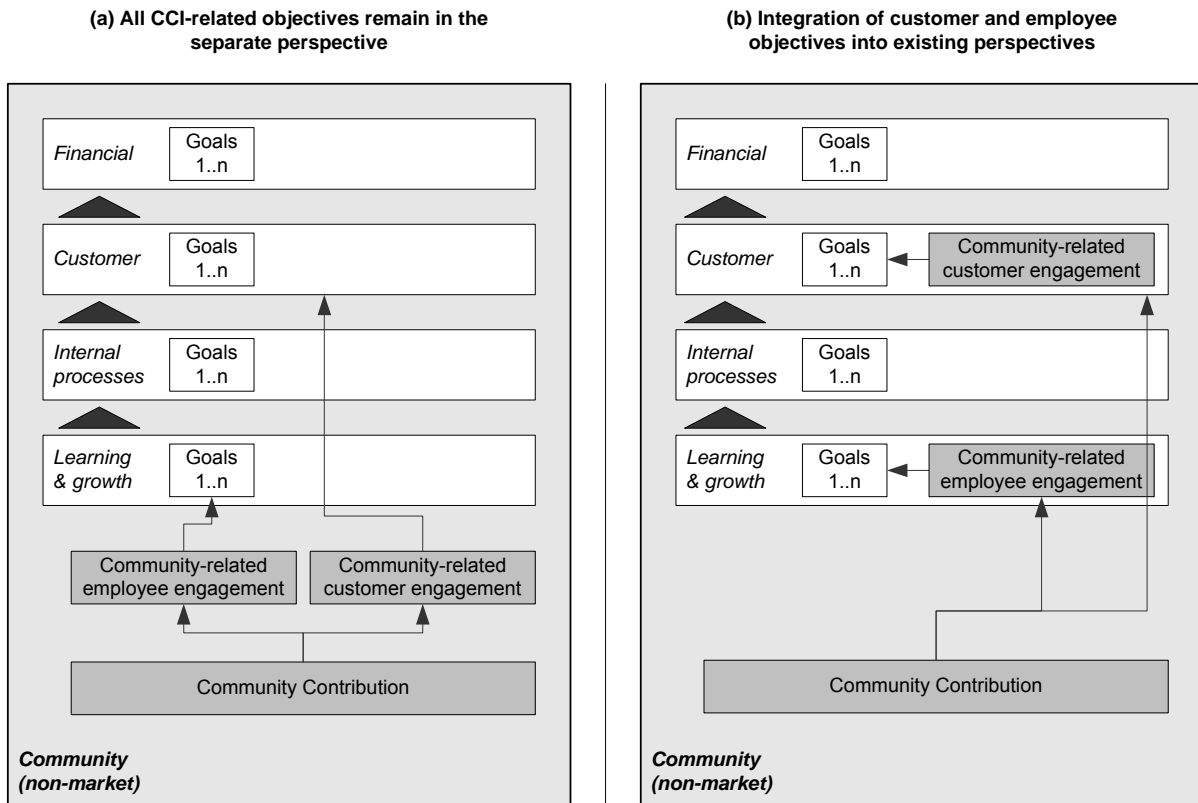 (a) All CCI-related objectives remain in the
separate perspective
Financial
Goals
1..n
Customer
Goals
1..n
Internal
processes
Goals
1..n
Learning
& growth
Goals
1..n
Community-related
employee engagement
Community-related
customer engagement
Community Contribution
Community
(non-market)
(b) Integration of customer and employee
objectives into existing perspectives
Financial
Goals
1..n
Customer
Goals
1..n
Community-related
customer engagement
Internal
processes
Goals
1..n
Learning
& growth
Goals
1..n
Community-related
employee engagement
Community Contribution
Community
(non-market)